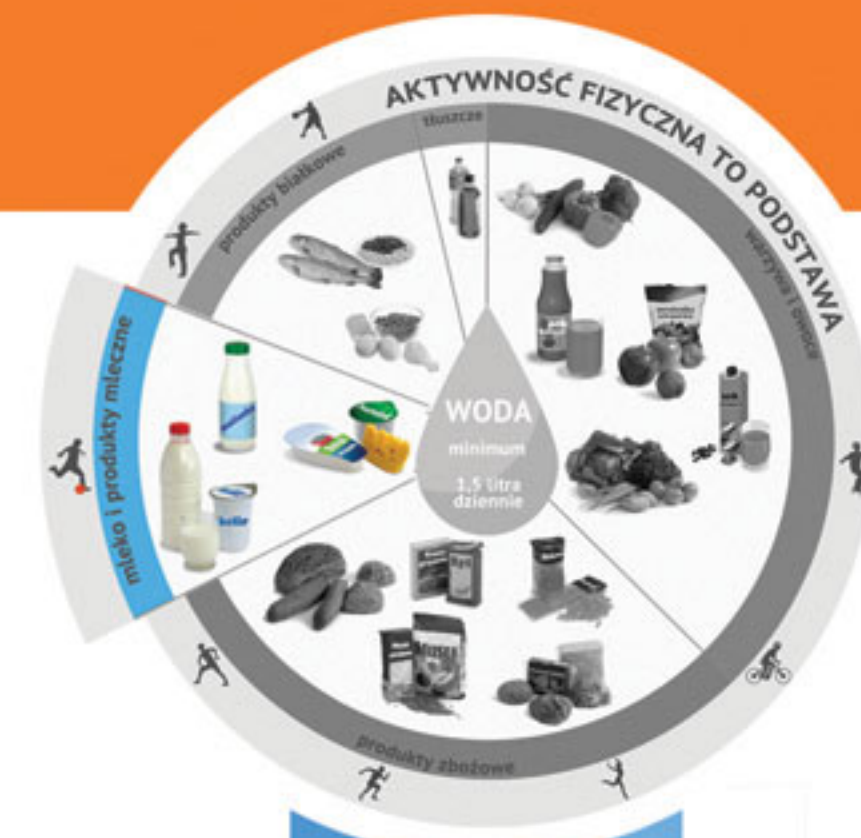 AKTYWNOŚĆ FIZYCZNA TO PODSTAWA
tłuszcze
produkty białkowe
warzywa i owoce
mleko i produkty mleczne
WODA
minimum
1,5 litra
dziennie
produkty zbożowe